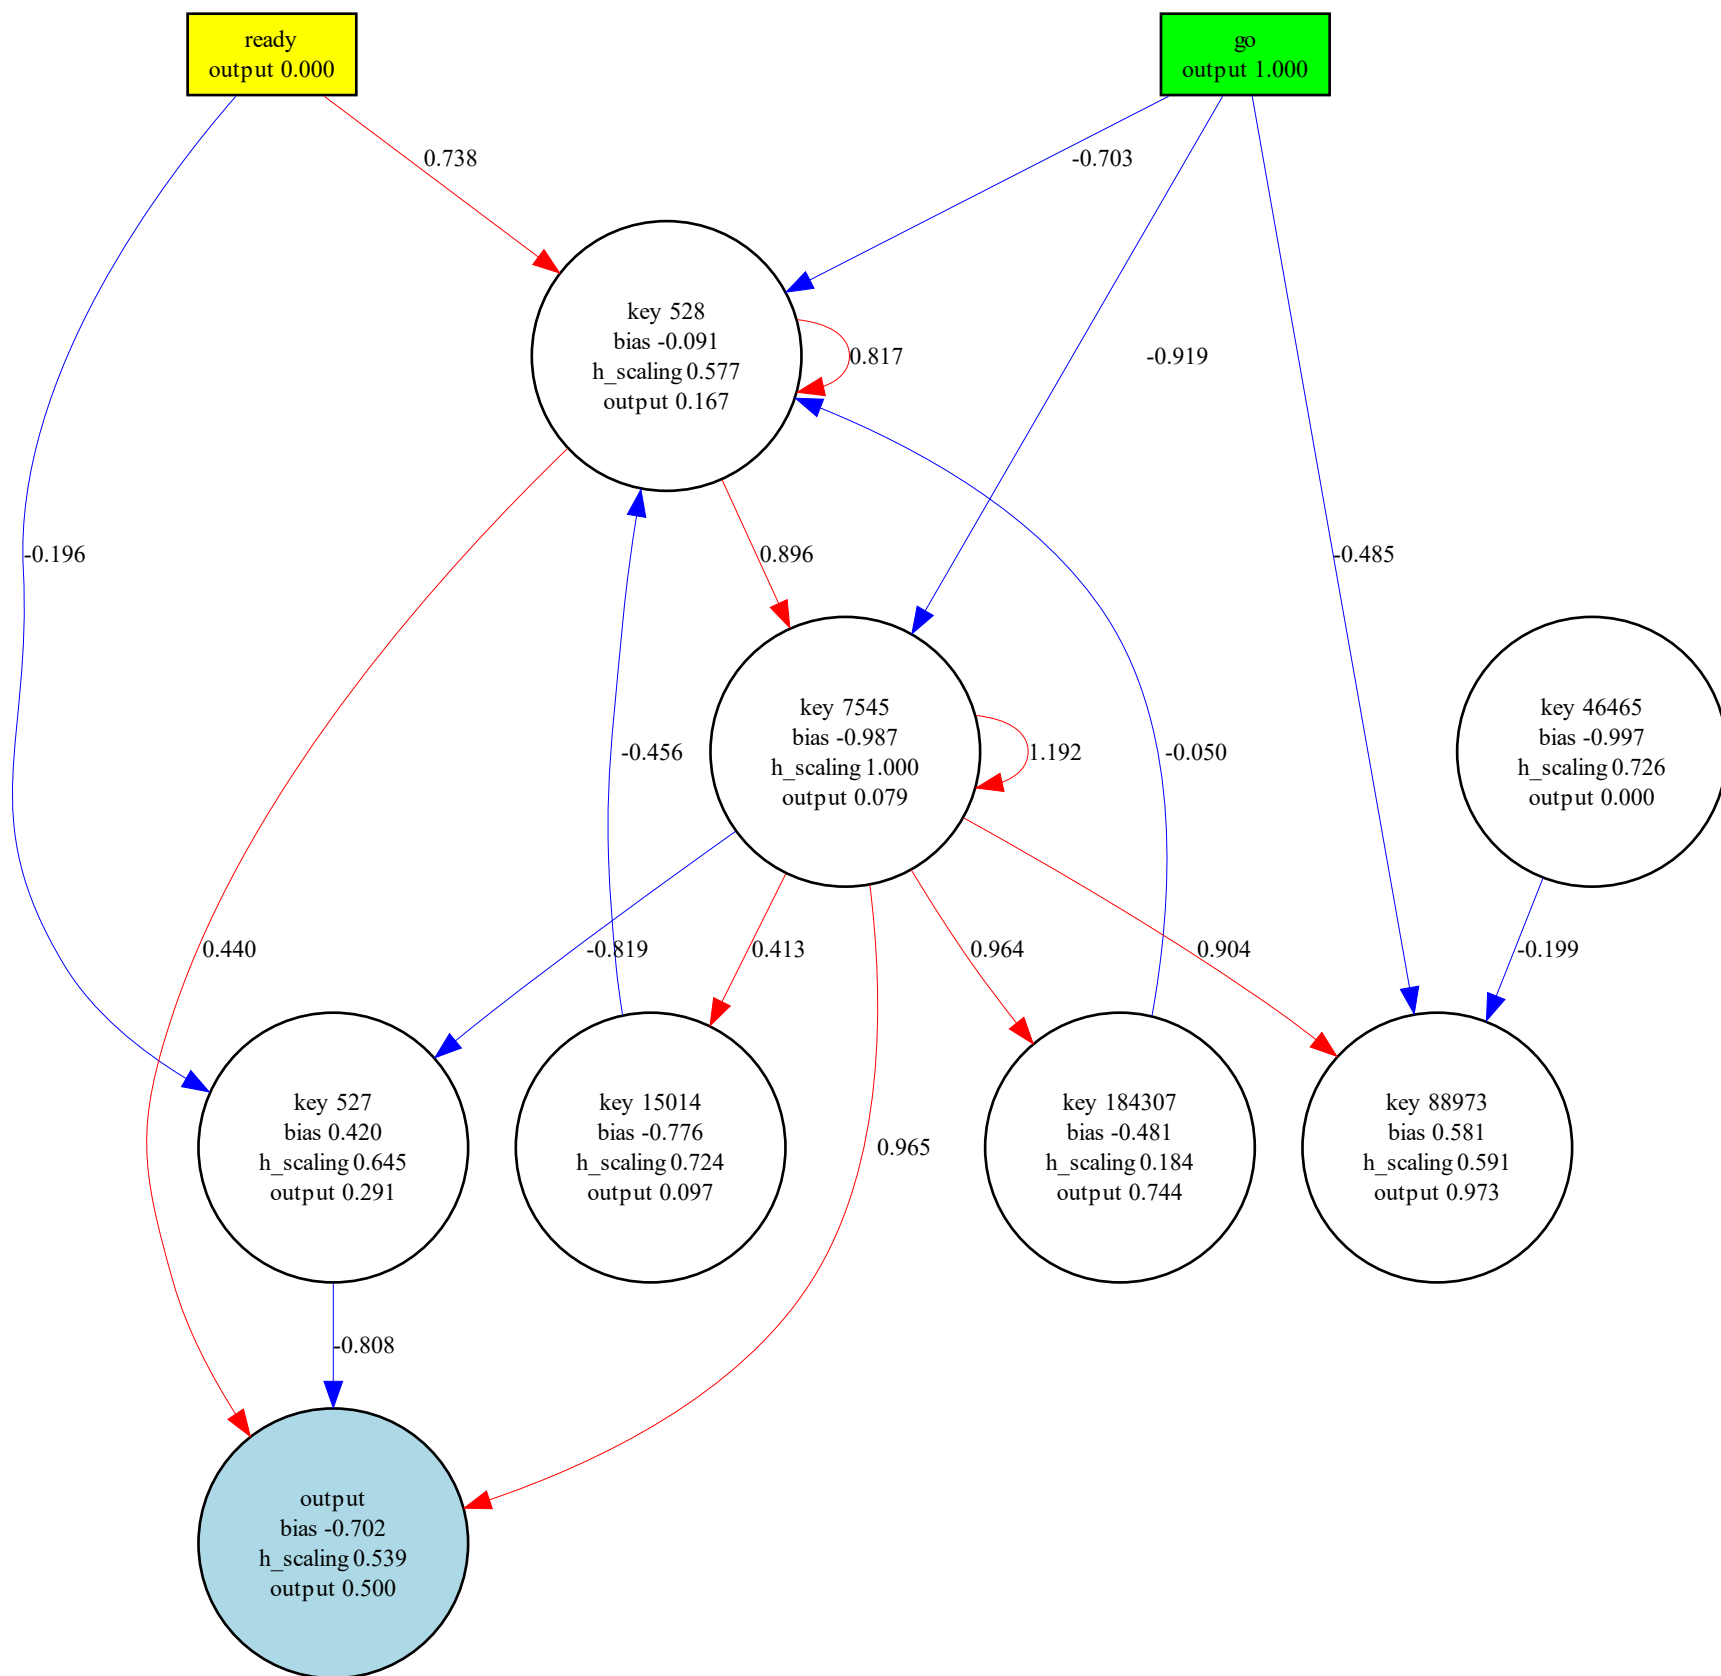 ready
output 0.000
go
output 1.000
0.738
-0.703
key 528
bias -0.091
h_scaling 0.577
output 0.167
0.817
-0.919
-0.196
0.896
-0.485
key 7545
bias -0.987
h_scaling 1.000
output 0.079
1.192
-0.456
-0.050
key 46465
bias -0.997
h_scaling 0.726
output 0.000
0.440
-0.819
0.413
0.964
0.904
-0.199
key 527
bias 0.420
h_scaling 0.645
output 0.291
key 15014
bias -0.776
h_scaling 0.724
output 0.097
0.965
key 184307
bias -0.481
h_scaling 0.184
output 0.744
key 88973
bias 0.581
h_scaling 0.591
output 0.973
-0.808
output
bias -0.702
h_scaling 0.539
output 0.500